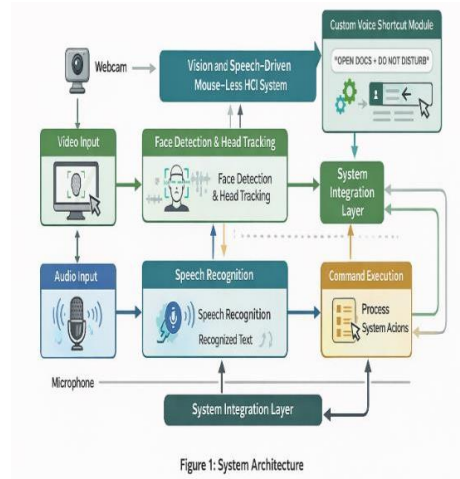 Custom Voice Shortcut Module
Webcam
Vision and Speech-Driven
Mouse-Less HCI System
"OPEN DOCS + DO NOT DISTURB"
Video Input
Face Detection & Head Tracking
Face Detection
& Head Tracking
System
Integration
Layer
Audio Input
Speech Recognition
Speech Recognition
Recognized Text
Command Execution
Process
System Acions
Microphone
System Integration Layer
Figure 1: System Architecture